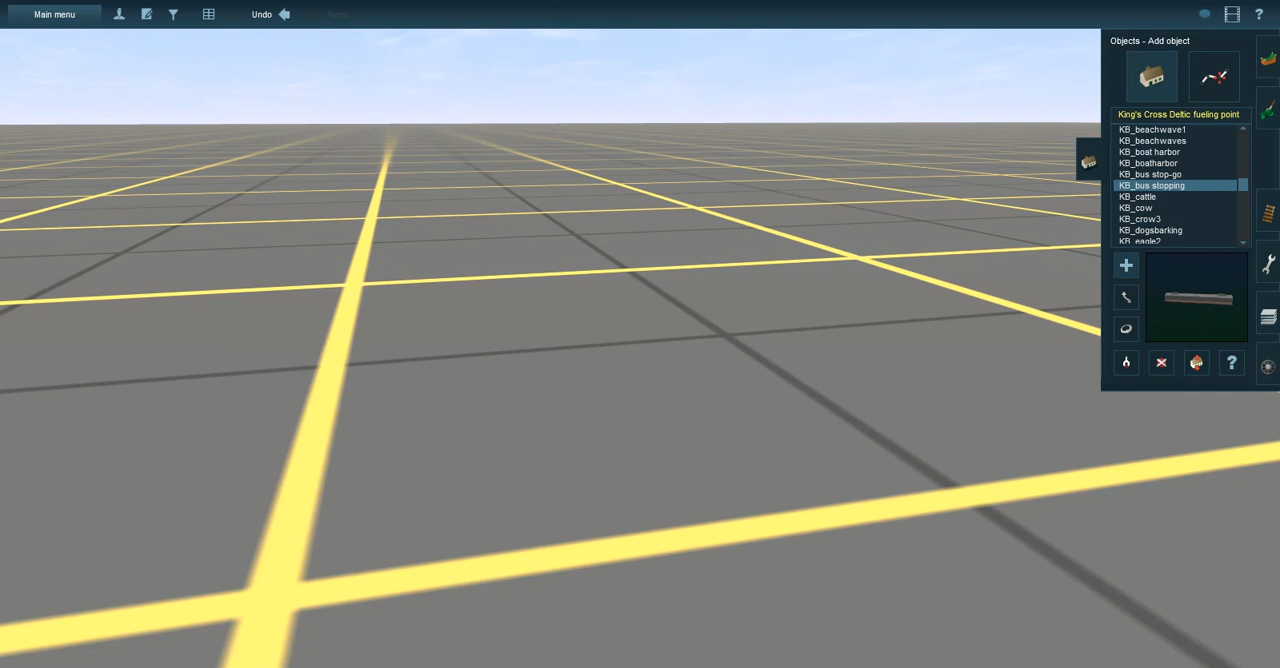 Main menu
Undo
?
Objects - Add object
King's Cross Deltic fueling point
KB_beachwave1
KB_beachwaves
KB_boat harbor
KB_boatharbor
KB_bus stop-go
KB_bus stopping
KB_cattle
KB_cow
KB_crow3
KB_dogsbarking
KB_eagle2
?